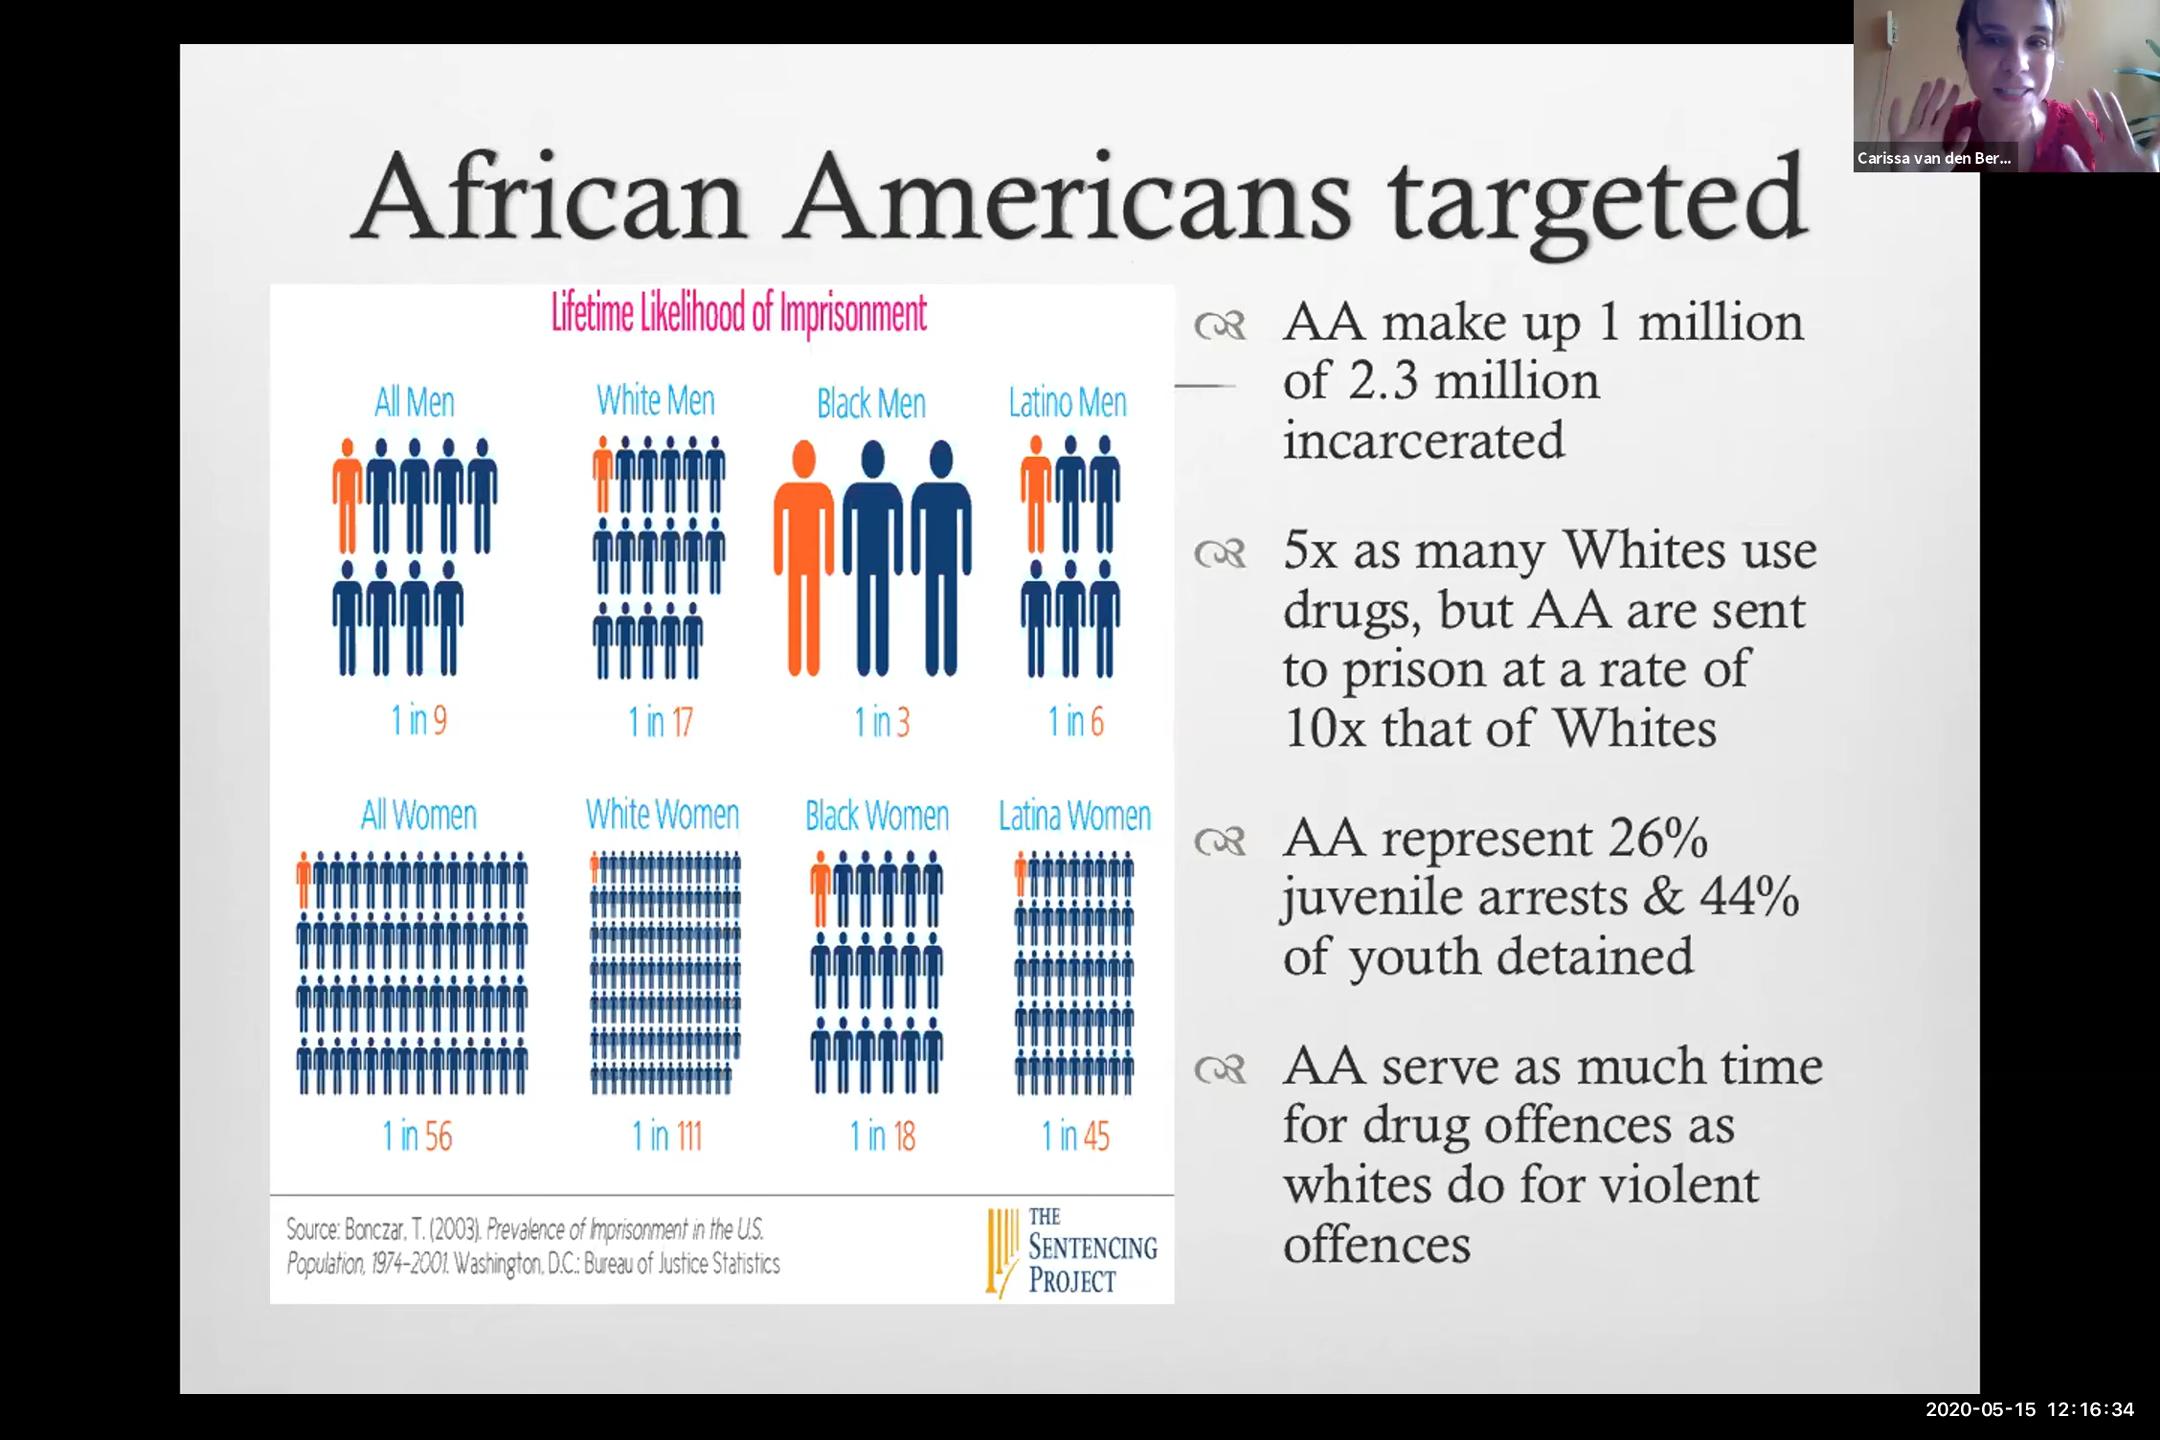 African Americans targeted
Lifetime Likelihood of Imprisonment
All Men
White Men
Black Men
Latino Men
1 in 9
1 in 17
1 in 3
1 in 6
All Women
White Women
Black Women
Latina Women
1 in 56
1 in 111
1 in 18
1 in 45
Source: Bonczar, T. (2003). Prevalence of Imprisonment in the U.S.
Population, 1974-2001. Washington, D.C.: Bureau of Justice Statistics
THE
SENTENCING
PROJECT
AA make up 1 million
of 2.3 million
incarcerated
5x as many Whites use
drugs, but AA are sent
to prison at a rate of
10x that of Whites
AA represent 26%
juvenile arrests & 44%
of youth detained
AA serve as much time
for drug offences as
whites do for violent
offences
Carissa van den Ber...
2020-05-15 12:16:34